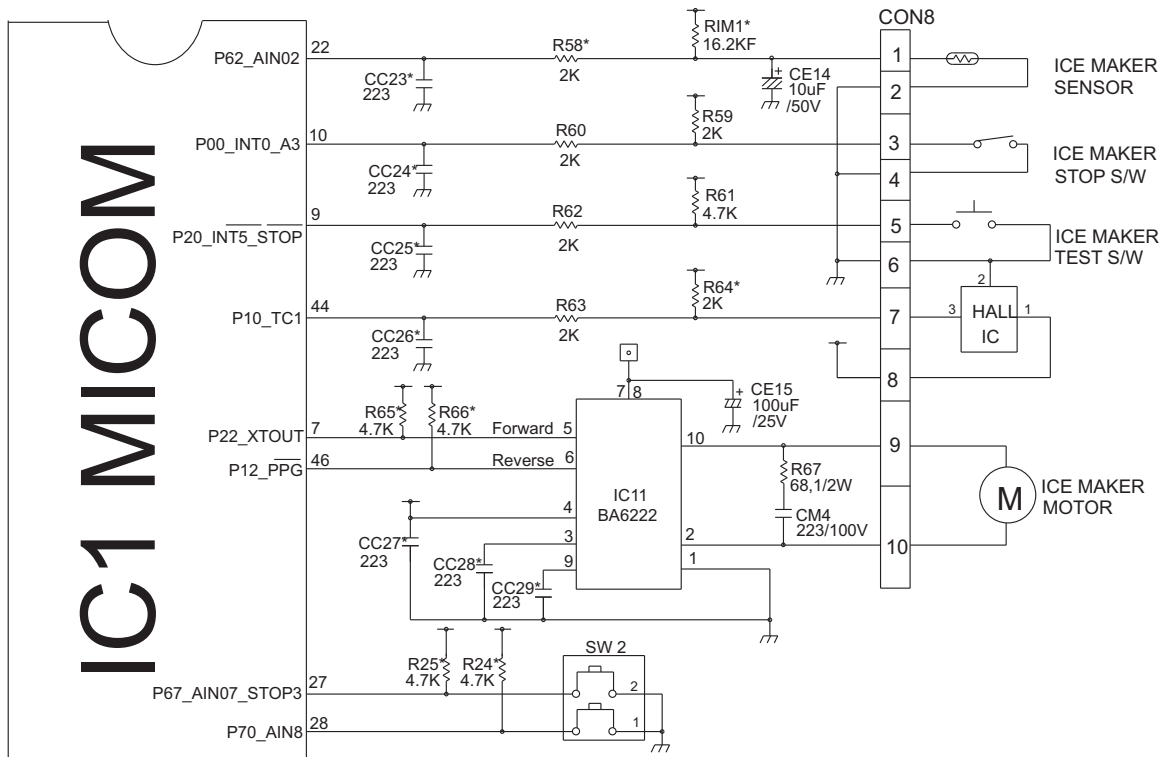 IC1 MICOM
P62_AIN02
22
CC23*
223
R58*
2K
RIM1*
16.2KF
+
CE14
10uF
/50V
CON8
1
2
ICE MAKER
SENSOR
P00_INT0_A3
10
CC24*
223
R60
2K
R59
2K
3
4
ICE MAKER
STOP S/W
P20_INT5_STOP
9
CC25*
223
R62
2K
R61
4.7K
5
6
ICE MAKER
TEST S/W
P10_TC1
44
CC26*
223
R63
2K
R64*
2K
7
8
2
3
HALL
IC
1
7
8
+
CE15
100uF
/25V
P22_XTOUT
7
R65*
4.7K
R66*
4.7K
Forward
5
P12_PPG
46
Reverse
6
IC11
BA6222
10
4
3
9
2
1
CC27*
223
CC28*
223
CC29*
223
R67
68,1/2W
CM4
223/100V
9
10
M
ICE MAKER
MOTOR
R25*
4.7K
R24*
4.7K
SW 2
2
1
P67_AIN07_STOP3
27
P70_AIN8
28